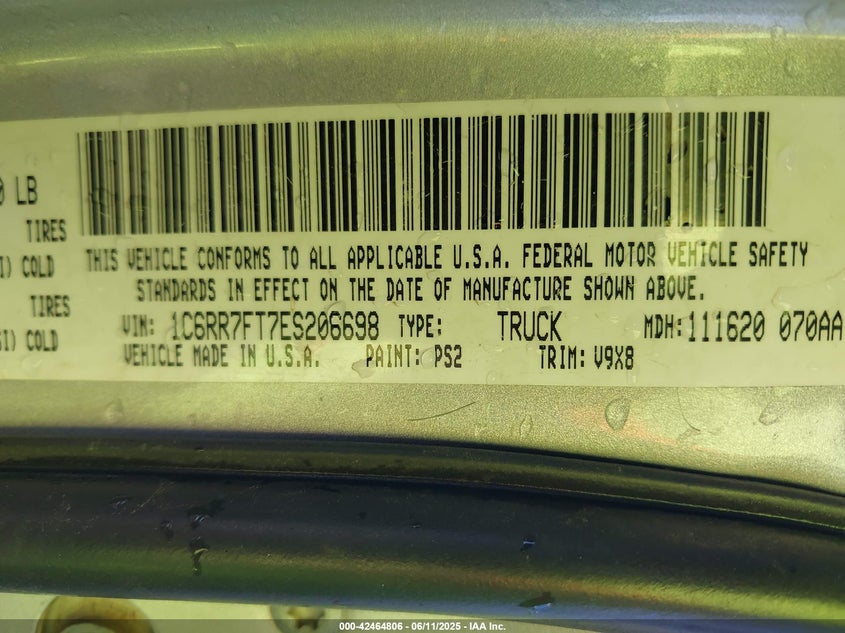 0 LB
TIRES
I) COLD
TIRES
SI) COLD
THIS VEHICLE CONFORMS TO ALL APPLICABLE U.S.A. FEDERAL MOTOR VEHICLE SAFETY
STANDARDS IN EFFECT ON THE DATE OF MANUFACTURE SHOWN ABOVE.
VIN: 1C6RR7FT7ES206698 TYPE: TRUCK MDH: 111620 070AA
VEHICLE MADE IN U.S.A. PAINT: PS2 TRIM: V9X8
000-42464806 - 06/11/2025 - IAA Inc.